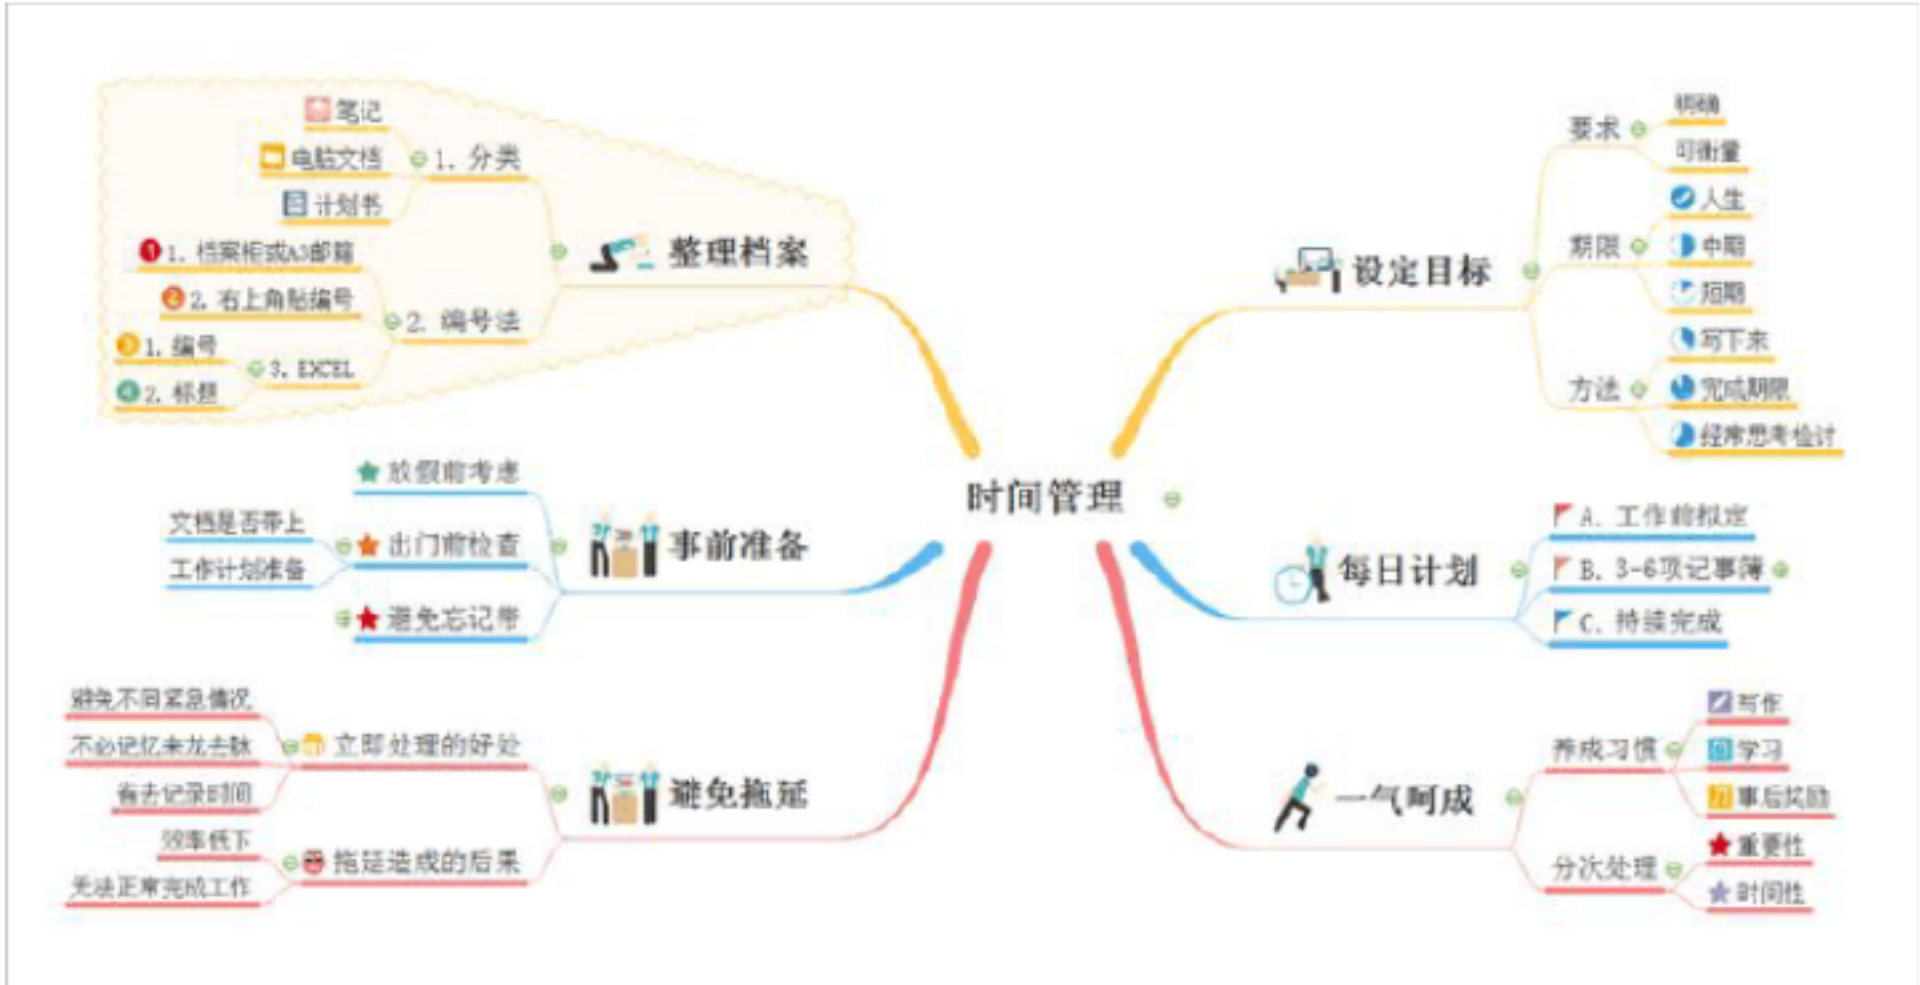 时间管理
设定目标
要求
明确
可衡量
期限
人生
中期
短期
方法
写下来
完成期限
经常思考检讨
每日计划
A. 工作前拟定
B. 3-6项记事簿
C. 持续完成
一气呵成
养成习惯
写作
学习
事后奖励
分次处理
重要性
时间性
整理档案
1. 分类
笔记
电脑文档
计划书
2. 编号法
1. 档案柜或A3邮箱
2. 右上角贴编号
3. EXCEL
1. 编号
2. 标题
事前准备
放假前考虑
出门前检查
文档是否带上
工作计划准备
避免忘记带
避免拖延
立即处理的好处
避免不同紧急情况
不必记忆来龙去脉
省去记录时间
拖延造成的后果
效率低下
无法正常完成工作